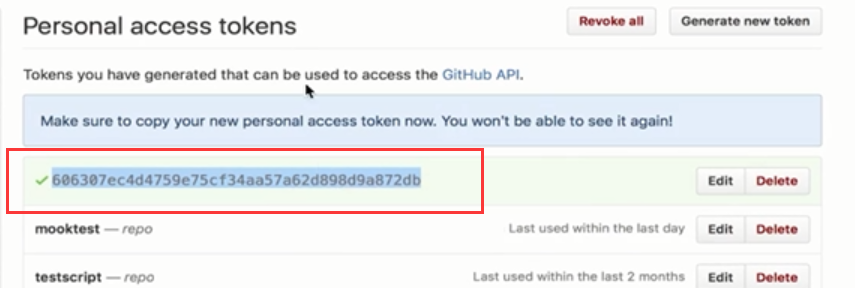 Personal access tokens
Revoke all
Generate new token
Tokens you have generated that can be used to access the GitHub API.
Make sure to copy your new personal access token now. You won't be able to see it again!
606307ec4d4759e75cf34aa57a62d898d9a872db
Edit
Delete
mooktest — repo
Last used within the last day
Edit
Delete
testscript — repo
Last used within the last 2 months
Edit
Delete